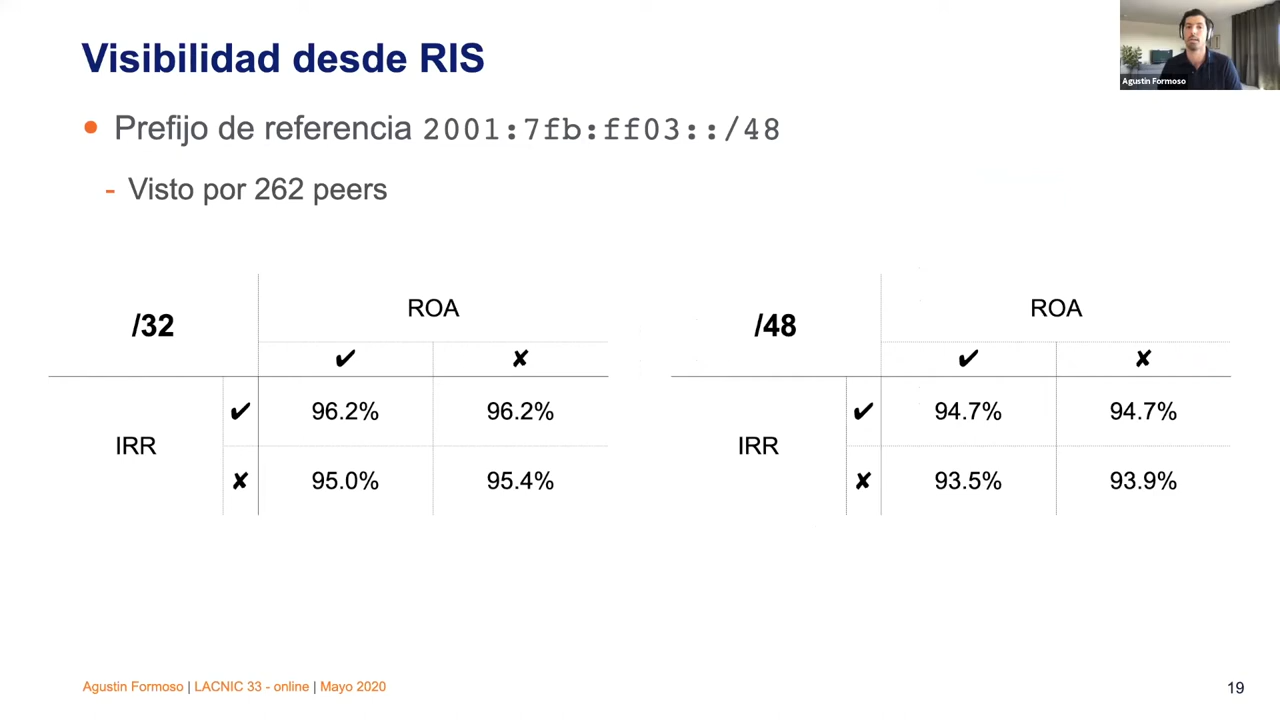 Visibilidad desde RIS
Agustin Formoso
• Prefijo de referencia 2001:7fb:ff03::/48
- Visto por 262 peers
/32
ROA
✔ ✘
IRR
✔ 96.2% 96.2%
✘ 95.0% 95.4%
/48
ROA
✔ ✘
IRR
✔ 94.7% 94.7%
✘ 93.5% 93.9%
Agustin Formoso | LACNIC 33 - online | Mayo 2020
19